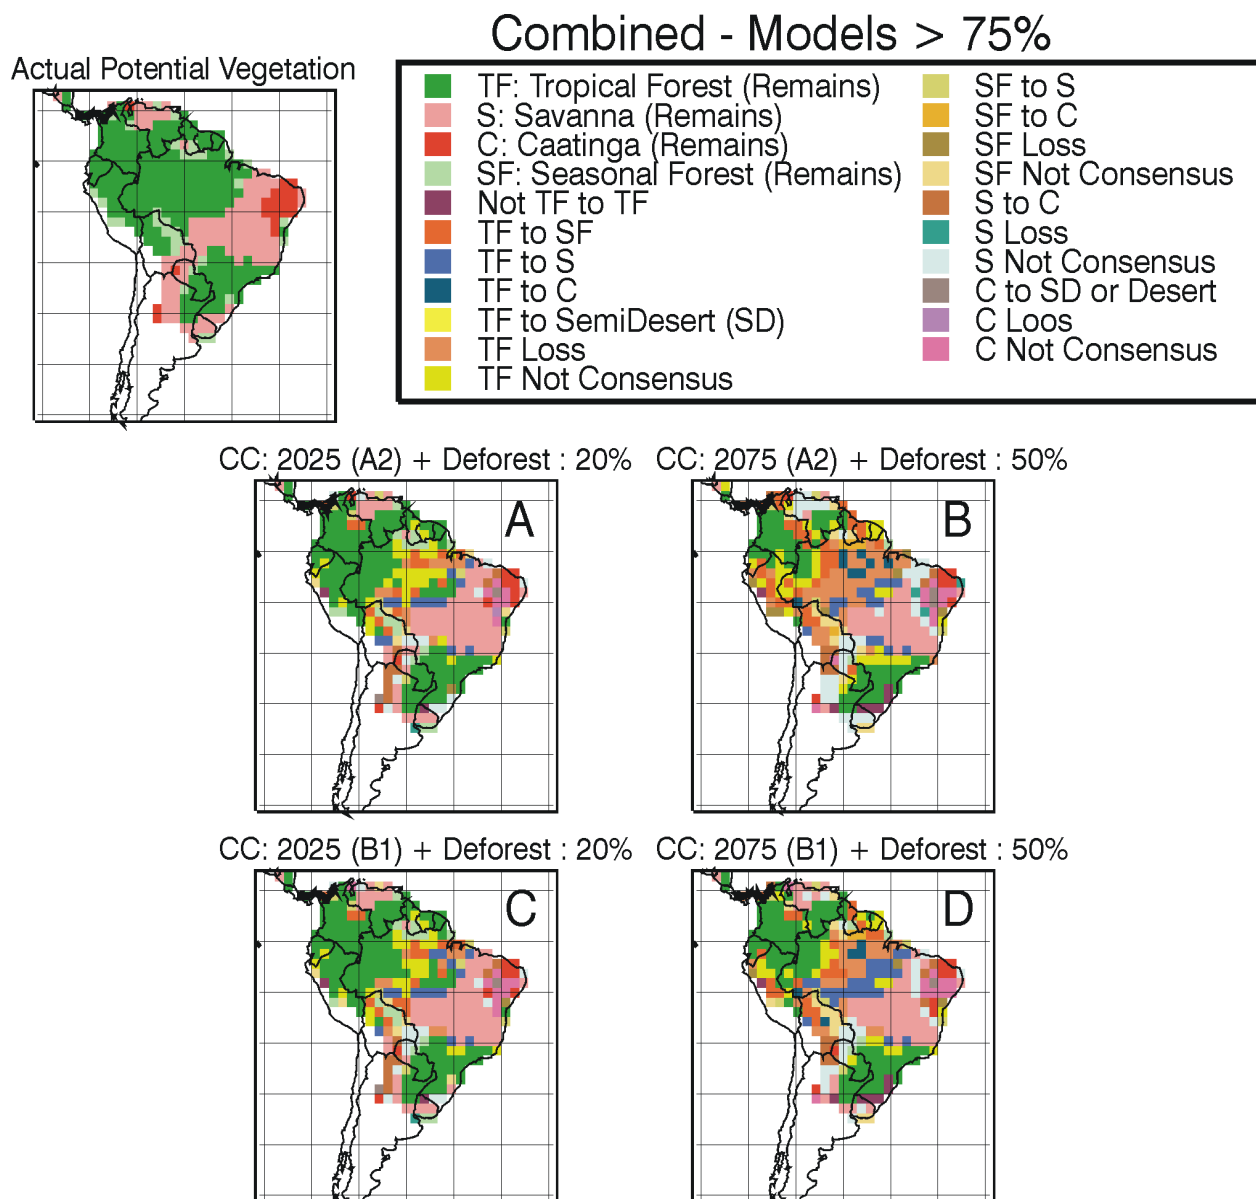 Combined - Models > 75%
Actual Potential Vegetation
TF: Tropical Forest (Remains)
S: Savanna (Remains)
C: Caatinga (Remains)
SF: Seasonal Forest (Remains)
Not TF to TF
TF to SF
TF to S
TF to C
TF to SemiDesert (SD)
TF Loss
TF Not Consensus
SF to S
SF to C
SF Loss
SF Not Consensus
S to C
S Loss
S Not Consensus
C to SD or Desert
C Loos
C Not Consensus
CC: 2025 (A2) + Deforest : 20%
A
CC: 2075 (A2) + Deforest : 50%
B
CC: 2025 (B1) + Deforest : 20%
C
CC: 2075 (B1) + Deforest : 50%
D